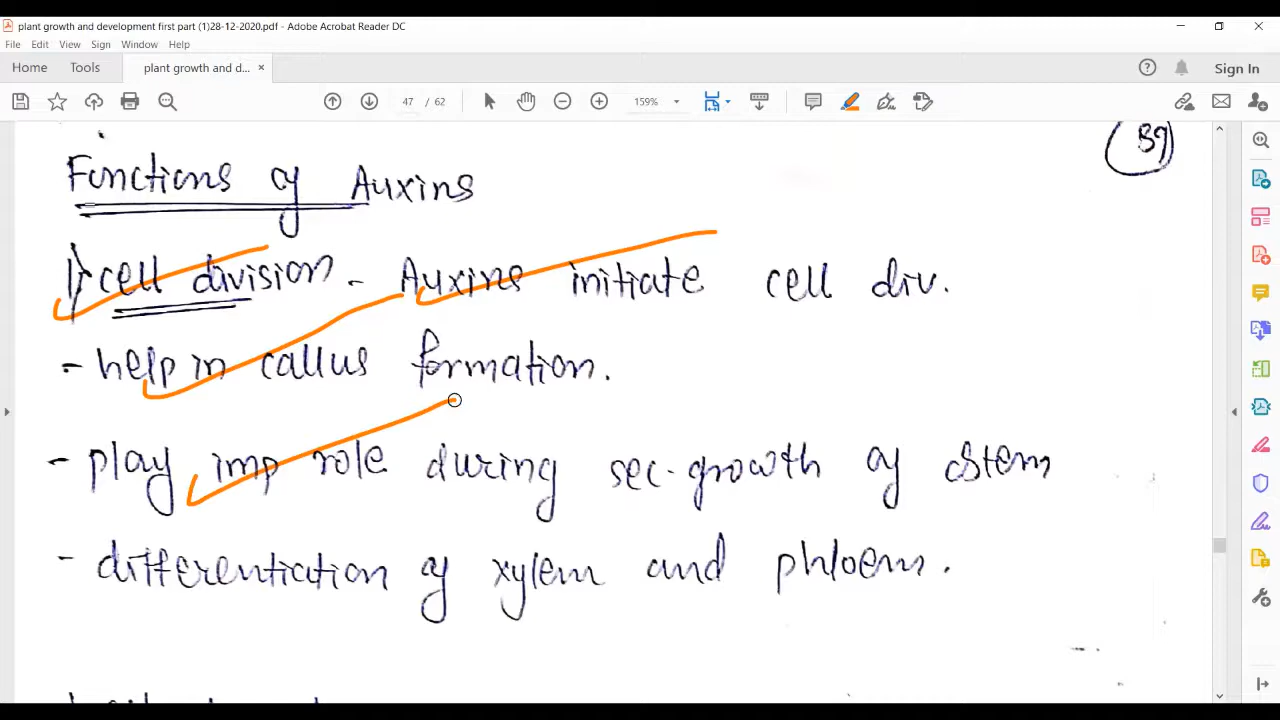 plant growth and development first part (1)28-12-2020.pdf - Adobe Acrobat Reader DC
File Edit View Sign Window Help
Home Tools plant growth and d... × Sign In
47 / 62 159%
39
Functions of Auxins
1) cell division - Auxins initiate cell div.
- help in callus formation.
- play imp role during sec-growth of stem
- differentiation of xylem and phloem.